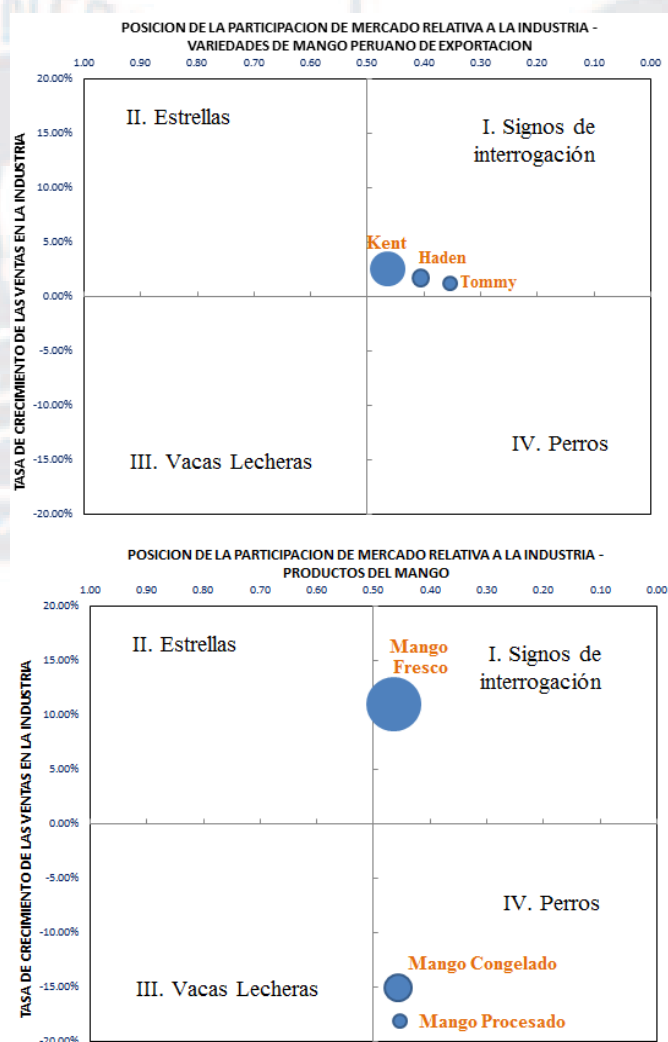 POSICION DE LA PARTICIPACION DE MERCADO RELATIVA A LA INDUSTRIA -
VARIEDADES DE MANGO PERUANO DE EXPORTACION
1.00 0.90 0.80 0.70 0.60 0.50 0.40 0.30 0.20 0.10 0.00
TASA DE CRECIMIENTO DE LAS VENTAS EN LA INDUSTRIA
20.00%
II. Estrellas
I. Signos de
interrogación
15.00%
10.00%
5.00%
Kent
Haden
Tommy
0.00%
-5.00%
-10.00%
III. Vacas Lecheras
IV. Perros
-15.00%
-20.00%
POSICION DE LA PARTICIPACION DE MERCADO RELATIVA A LA INDUSTRIA -
PRODUCTOS DEL MANGO
1.00 0.90 0.80 0.70 0.60 0.50 0.40 0.30 0.20 0.10 0.00
TASA DE CRECIMIENTO DE LAS VENTAS EN LA INDUSTRIA
20.00%
II. Estrellas
Mango
Fresco
I. Signos de
interrogación
15.00%
10.00%
5.00%
0.00%
-5.00%
IV. Perros
-10.00%
Mango Congelado
III. Vacas Lecheras
-15.00%
Mango Procesado
-20.00%